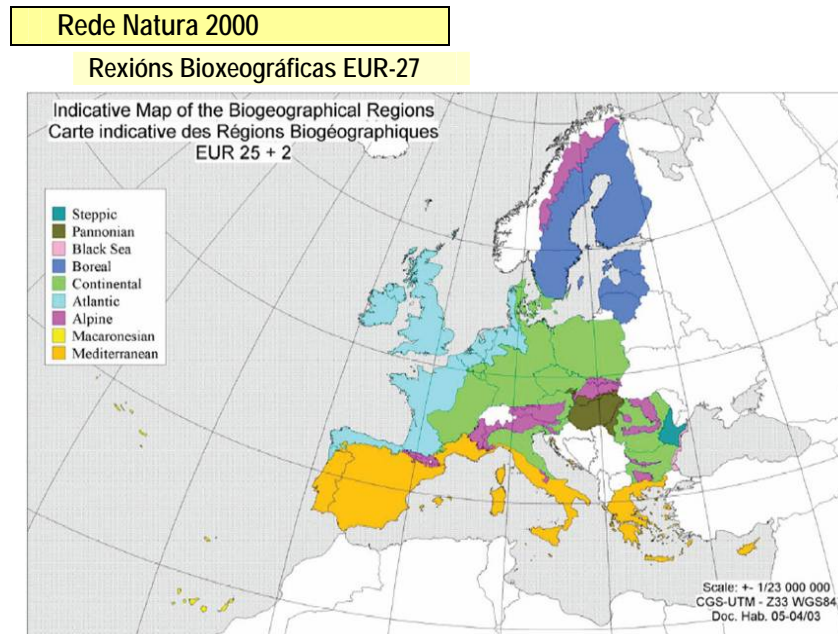 Rede Natura 2000
Rexións Bioxeográficas EUR-27
Indicative Map of the Biogeographical Regions
Carte indicative des Régions Biogéographiques
EUR 25 + 2
Steppic
Pannonian
Black Sea
Boreal
Continental
Atlantic
Alpine
Macaronesian
Mediterranean
Scale: +- 1/23 000 000
CGS-UTM - Z33 WGS84
Doc. Hab. 05-04/03